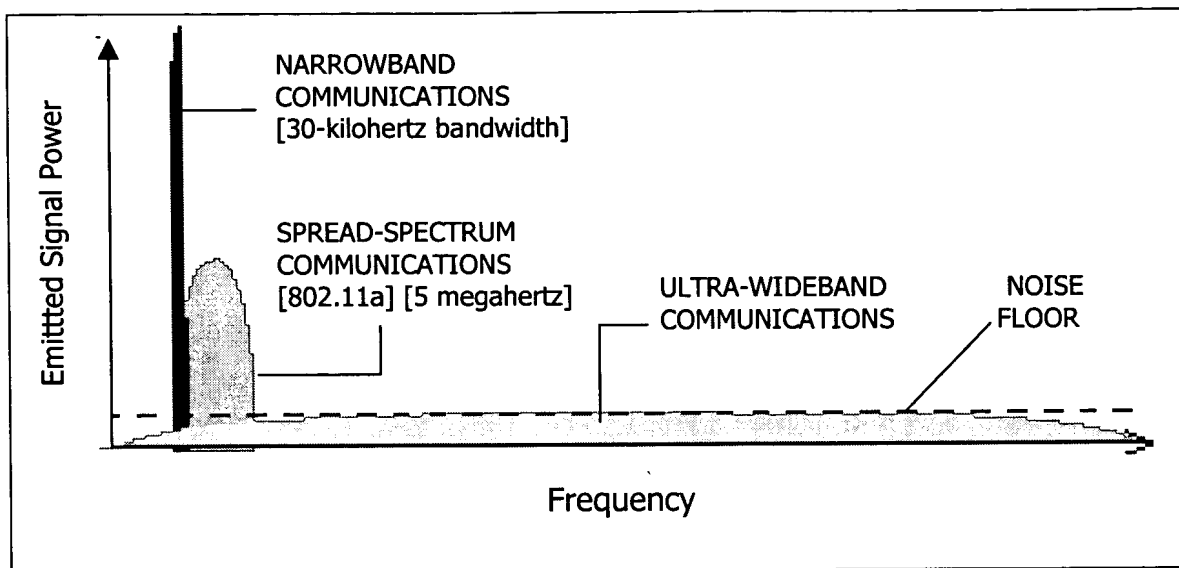 NARROWBAND
COMMUNICATIONS
[30-kilohertz bandwidth]
SPREAD-SPECTRUM
COMMUNICATIONS
[802.11a] [5 megahertz]
ULTRA-WIDEBAND
COMMUNICATIONS
NOISE
FLOOR
Emittted Signal Power
Frequency